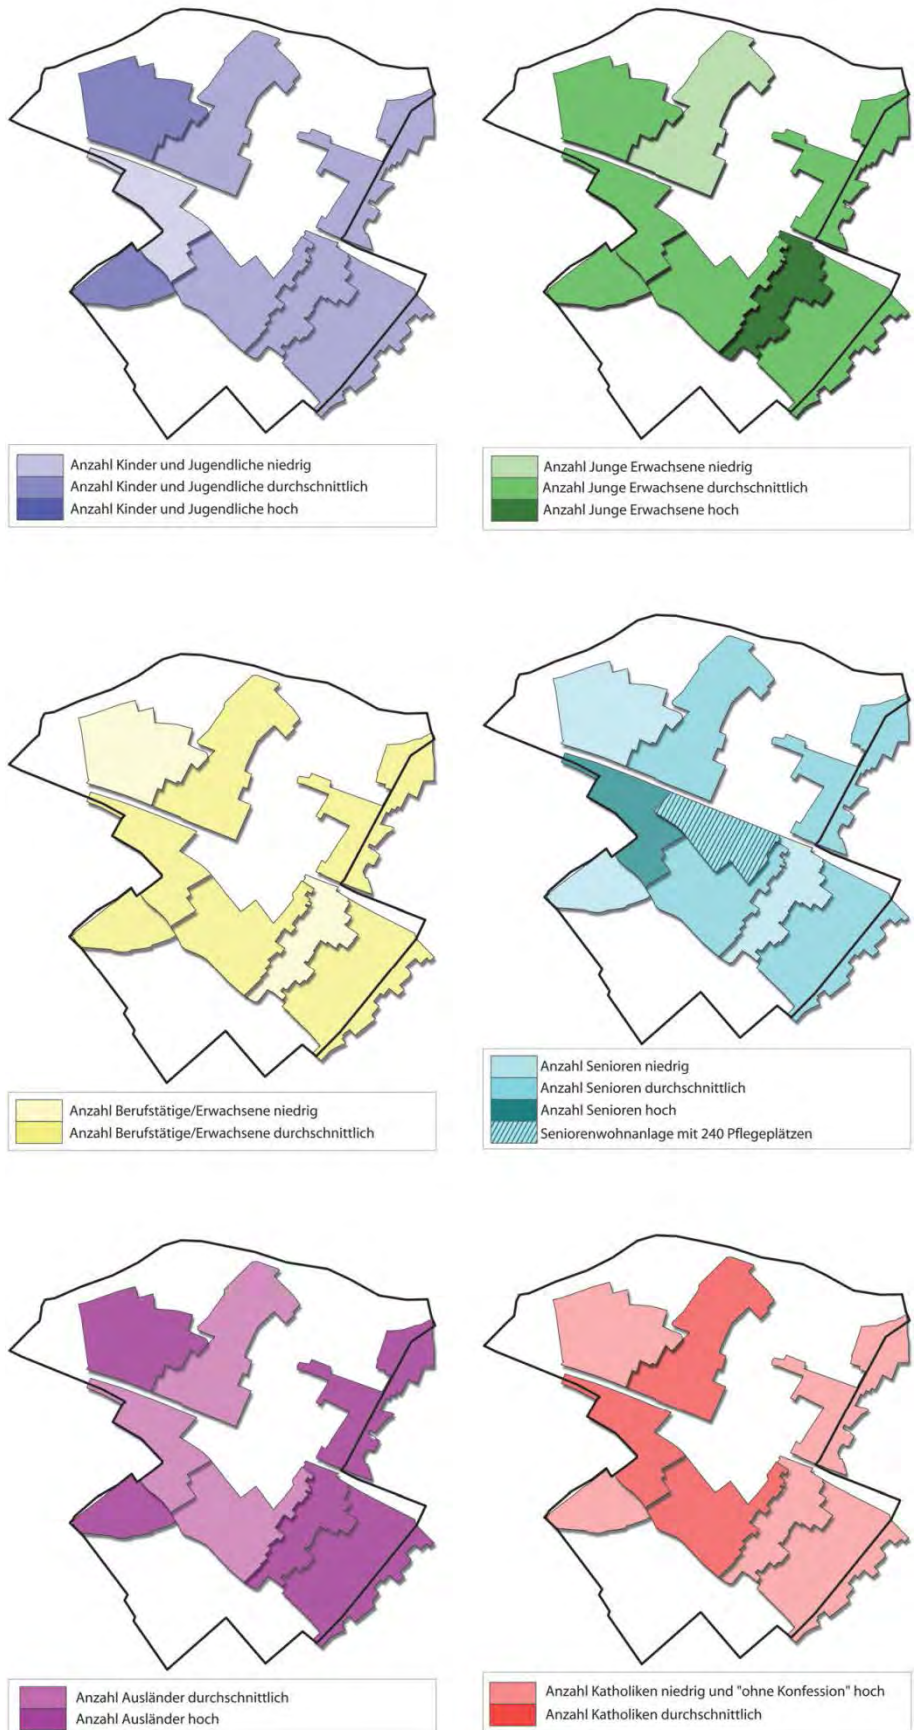 Anzahl Kinder und Jugendliche niedrig
Anzahl Kinder und Jugendliche durchschnittlich
Anzahl Kinder und Jugendliche hoch
Anzahl Junge Erwachsene niedrig
Anzahl Junge Erwachsene durchschnittlich
Anzahl Junge Erwachsene hoch
Anzahl Berufstätige/Erwachsene niedrig
Anzahl Berufstätige/Erwachsene durchschnittlich
Anzahl Senioren niedrig
Anzahl Senioren durchschnittlich
Anzahl Senioren hoch
Seniorenwohnanlage mit 240 Pflegeplätzen
Anzahl Ausländer durchschnittlich
Anzahl Ausländer hoch
Anzahl Katholiken niedrig und "ohne Konfession" hoch
Anzahl Katholiken durchschnittlich